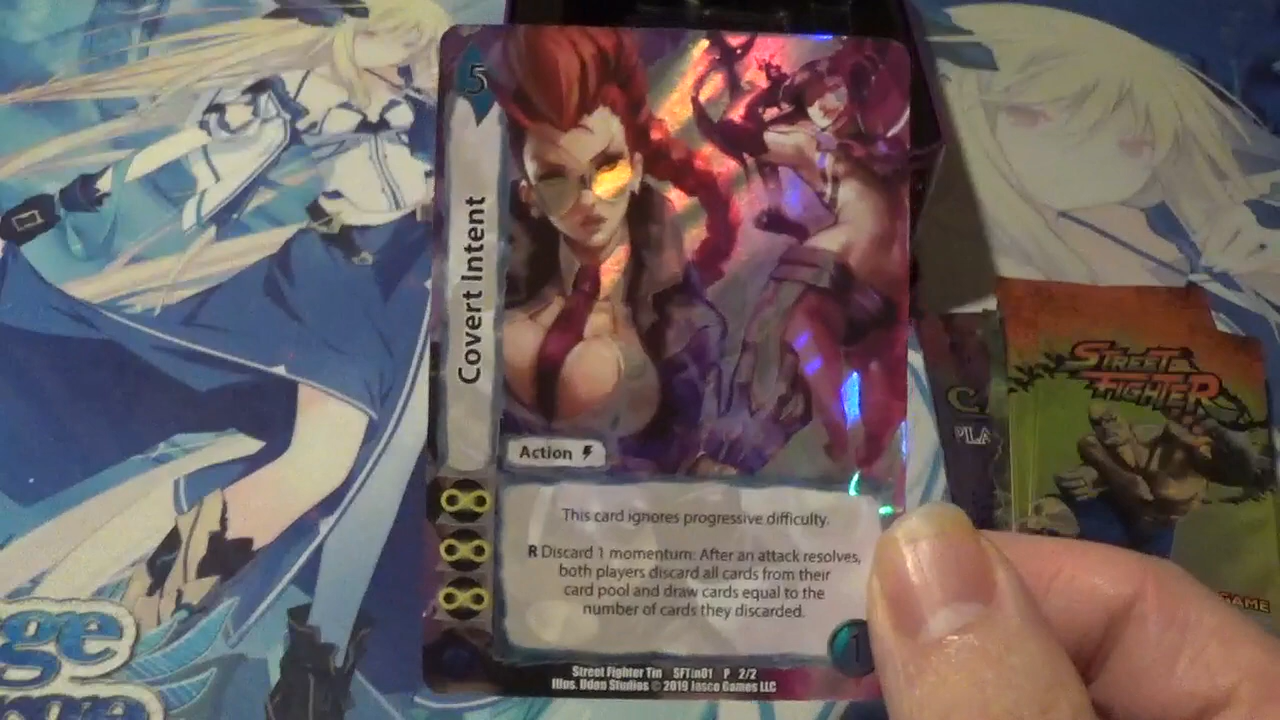 5
Covert Intent
Action
This card ignores progressive difficulty.
R Discard 1 momentum: After an attack resolves,
both players discard all cards from their
card pool and draw cards equal to the
number of cards they discarded.
1
Street Fighter Tin SFTin01 P 2/2
Illus. Udon Studios © 2019 Jasco Games LLC
STREET
FIGHTER
PLA
GAME
ge